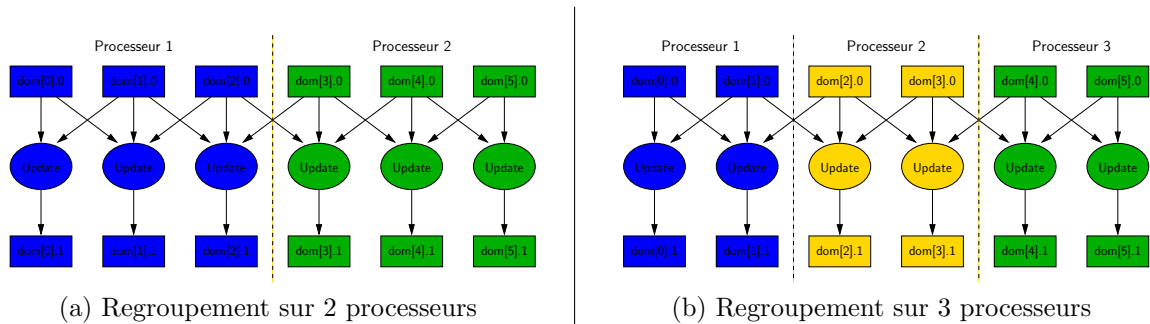 Processeur 1 Processeur 2
dom[0].0 dom[1].0 dom[2].0 dom[3].0 dom[4].0 dom[5].0
Update Update Update Update Update Update
dom[0].1 dom[1].1 dom[2].1 dom[3].1 dom[4].1 dom[5].1
(a) Regroupement sur 2 processeurs
Processeur 1 Processeur 2 Processeur 3
dom[0].0 dom[1].0 dom[2].0 dom[3].0 dom[4].0 dom[5].0
Update Update Update Update Update Update
dom[0].1 dom[1].1 dom[2].1 dom[3].1 dom[4].1 dom[5].1
(b) Regroupement sur 3 processeurs